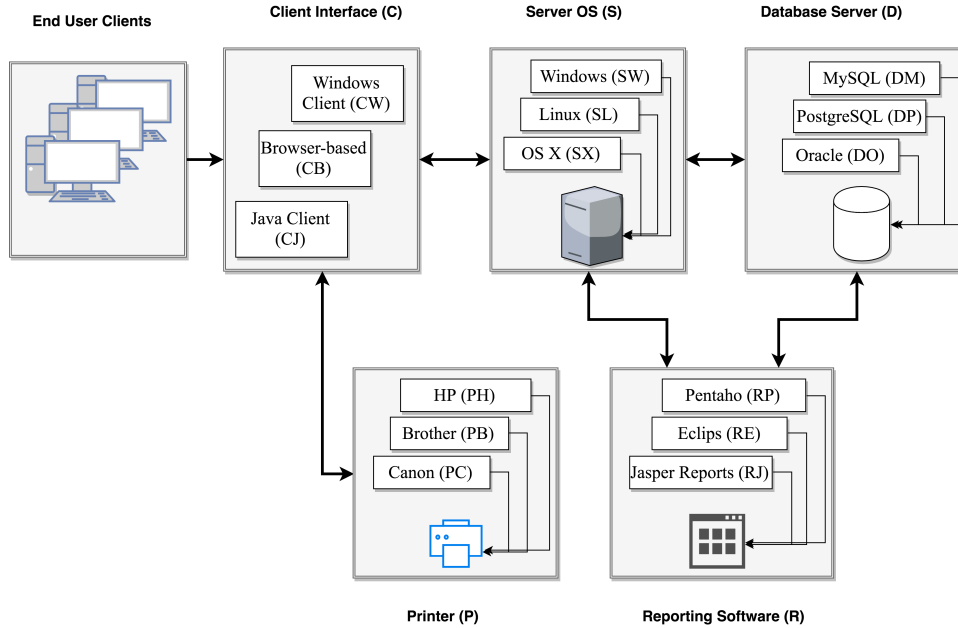 End User Clients
Client Interface (C)
Server OS (S)
Database Server (D)
Windows
Client (CW)
Browser-based
(CB)
Java Client
(CJ)
Windows (SW)
Linux (SL)
OS X (SX)
MySQL (DM)
PostgreSQL (DP)
Oracle (DO)
HP (PH)
Brother (PB)
Canon (PC)
Pentaho (RP)
Eclips (RE)
Jasper Reports (RJ)
Printer (P)
Reporting Software (R)